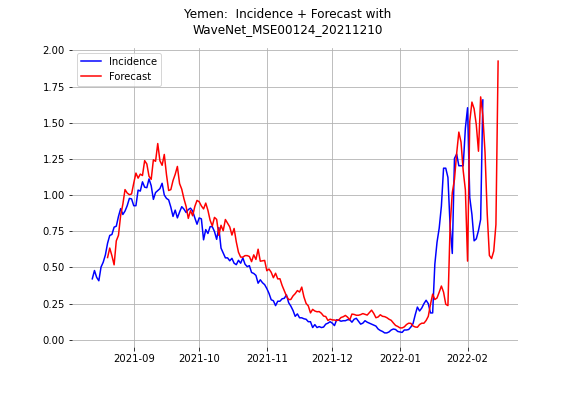 Yemen:  Incidence + Forecast with
WaveNet_MSE00124_20211210
Incidence
Forecast
2.00
1.75
1.50
1.25
1.00
0.75
0.50
0.25
0.00
2021-09 2021-10 2021-11 2021-12 2022-01 2022-02